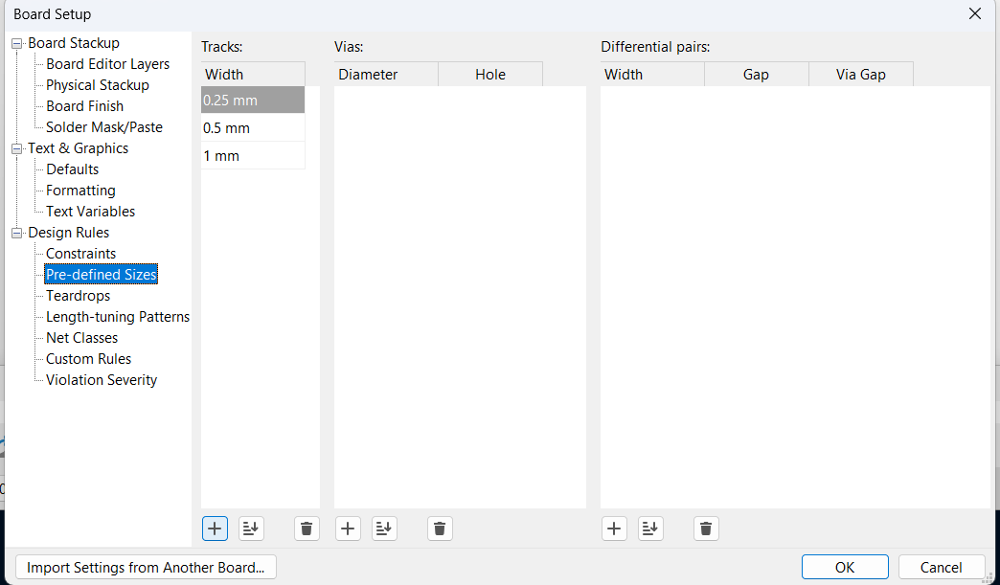 Board Setup
Board Stackup
Board Editor Layers
Physical Stackup
Board Finish
Solder Mask/Paste
Text & Graphics
Defaults
Formatting
Text Variables
Design Rules
Constraints
Pre-defined Sizes
Teardrops
Length-tuning Patterns
Net Classes
Custom Rules
Violation Severity
Tracks:
Width
0.25 mm
0.5 mm
1 mm
Vias:
Diameter Hole
Differential pairs:
Width Gap Via Gap
Import Settings from Another Board...
OK Cancel